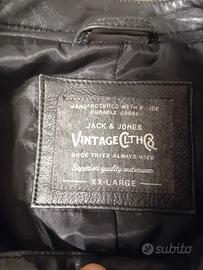 MANUFACTURED WITH PRIDE
DURABLE GOODS
JACK & JONES
VINTAGE CLTH Co.
ONCE TRIED ALWAYS USED
Superior quality outerwear
XX-LARGE
subito